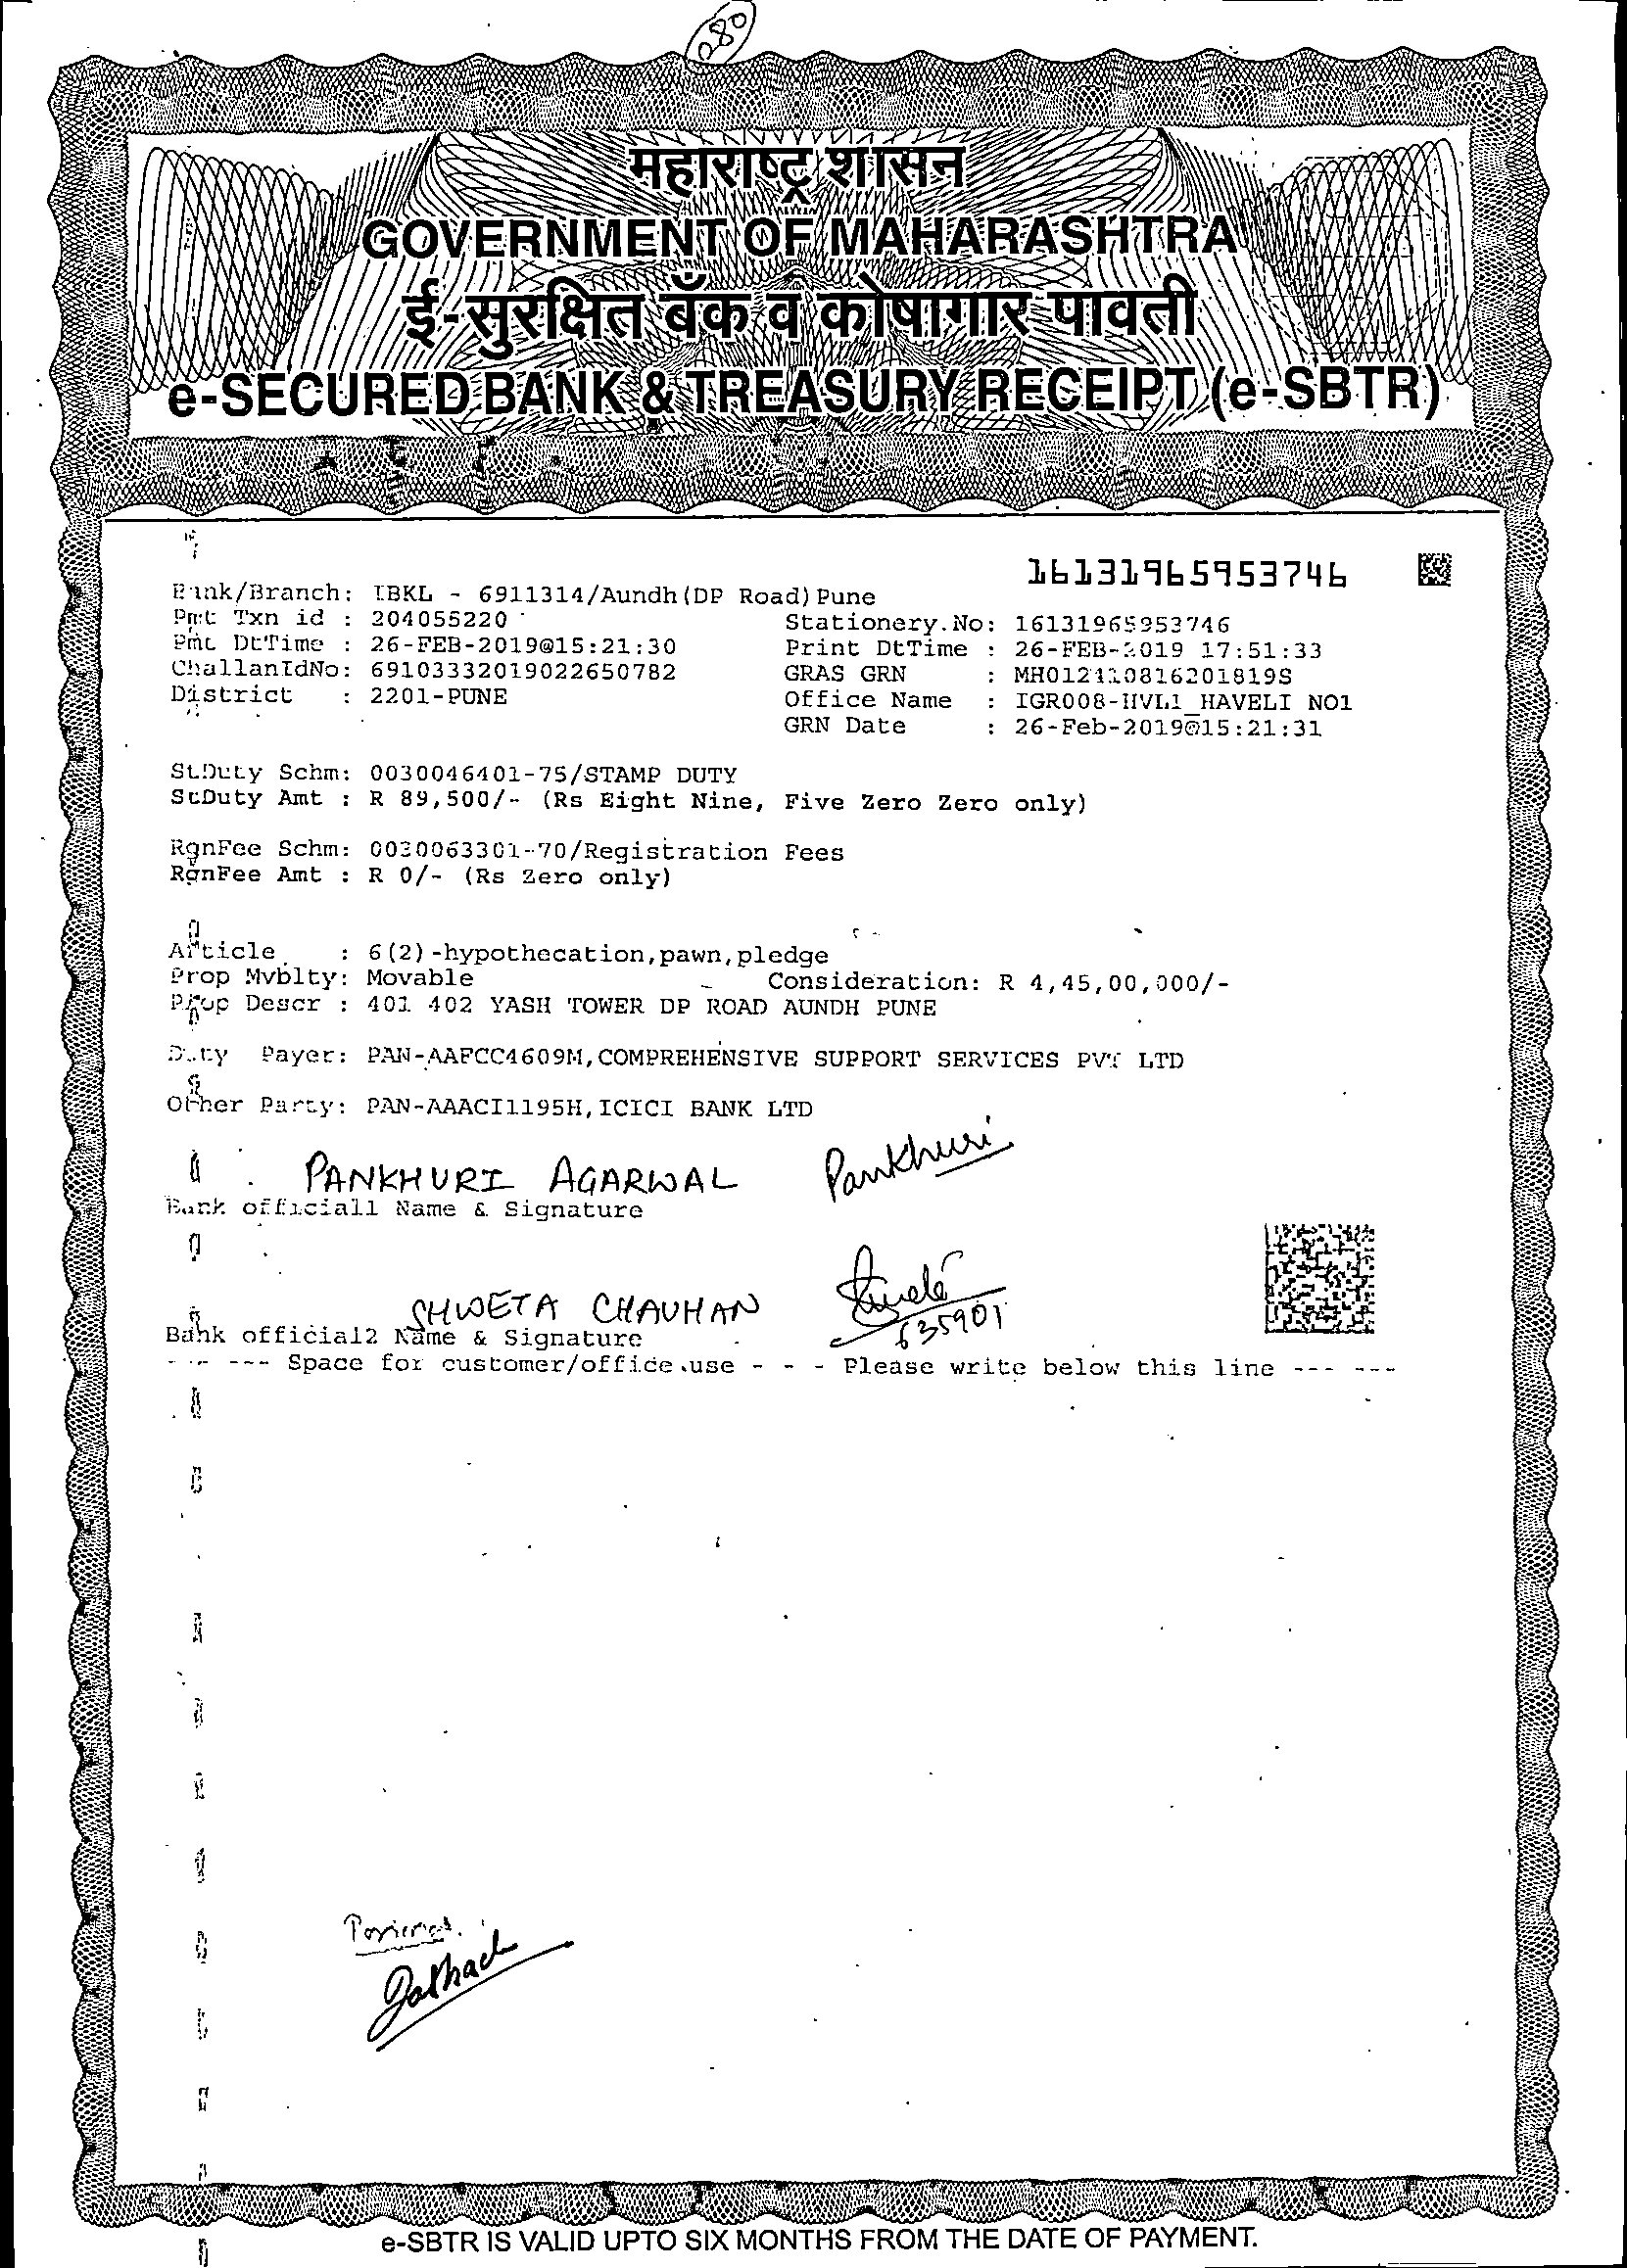 280
महाराष्ट्र शासन
GOVERNMENT OF MAHARASHTRA
ई-सुरक्षित बँक व कोषागार पावती
e-SECURED BANK & TREASURY RECEIPT (e-SBTR)
16131965953746
Bank/Branch: IBKL - 6911314/Aundh(DP Road)Pune
Pmt Txn id : 204055220 Stationery.No: 16131965953746
Pmt DtTime : 26-FEB-2019@15:21:30 Print DtTime : 26-FEB-2019 17:51:33
ChallanIdNo: 69103332019022650782 GRAS GRN : MH0124110816201819S
District : 2201-PUNE Office Name : IGR008-HVL1_HAVELI NO1
GRN Date : 26-Feb-2019@15:21:31
StDuty Schm: 0030046401-75/STAMP DUTY
StDuty Amt : R 89,500/- (Rs Eight Nine, Five Zero Zero only)
RgnFee Schm: 0030063301-70/Registration Fees
RgnFee Amt : R 0/- (Rs Zero only)
Article : 6(2)-hypothecation,pawn,pledge
Prop Mvblty: Movable Consideration: R 4,45,00,000/-
Prop Descr : 401 402 YASH TOWER DP ROAD AUNDH PUNE
Duty Payer: PAN-AAFCC4609M,COMPREHENSIVE SUPPORT SERVICES PVT LTD
Other Party: PAN-AAACI1195H,ICICI BANK LTD
PANKHURI AGARWAL Pankhuri
Bank official1 Name & Signature
SHWETA CHAUHAN
635901
Bank official2 Name & Signature
--- --- Space for customer/office use - - - Please write below this line --- ---
e-SBTR IS VALID UPTO SIX MONTHS FROM THE DATE OF PAYMENT.